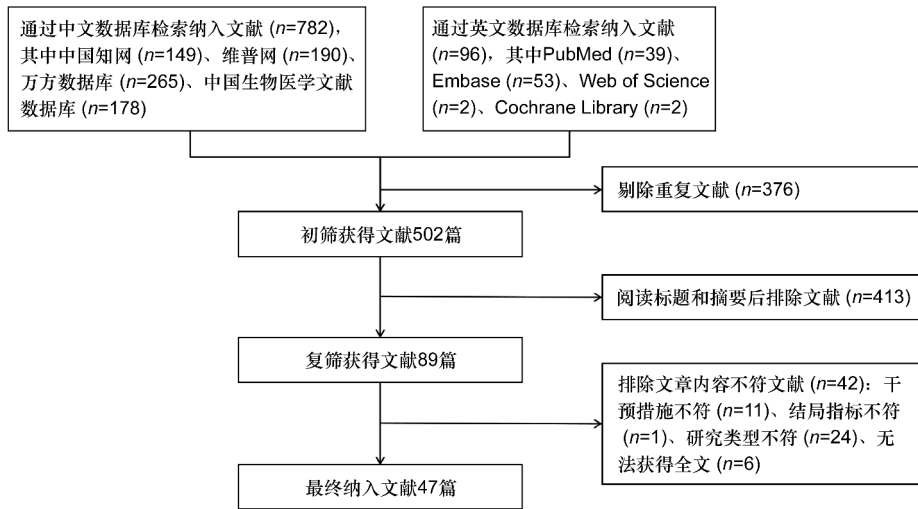 通过中文数据库检索纳入文献 (n=782),
其中中国知网 (n=149)、维普网 (n=190)、
万方数据库 (n=265)、中国生物医学文献
数据库 (n=178)
通过英文数据库检索纳入文献
(n=96)，其中PubMed (n=39)、
Embase (n=53)、Web of Science
(n=2)、Cochrane Library (n=2)
剔除重复文献 (n=376)
初筛获得文献502篇
阅读标题和摘要后排除文献 (n=413)
复筛获得文献89篇
排除文章内容不符文献 (n=42)：干
预措施不符 (n=11)、结局指标不符
(n=1)、研究类型不符 (n=24)、无
法获得全文 (n=6)
最终纳入文献47篇